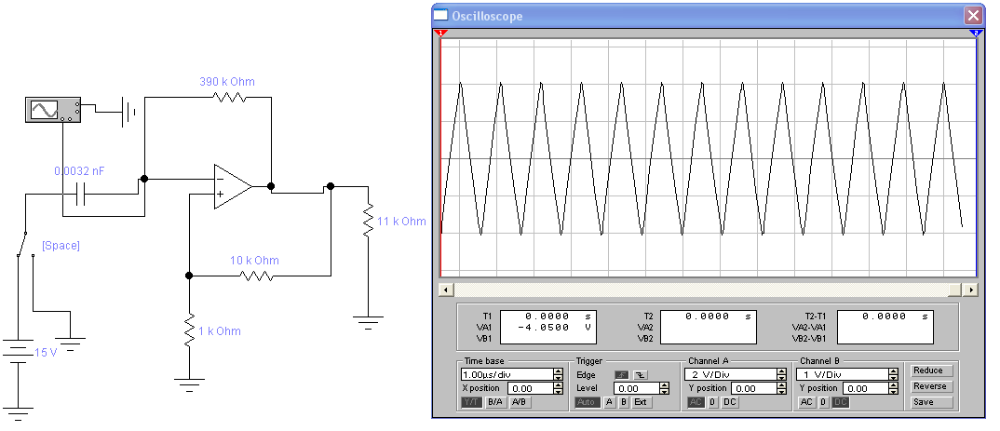 390 k Ohm
0.0032 nF
[Space]
10 k Ohm
11 k Ohm
1 k Ohm
15 V
Oscilloscope
1
2
T1 0.0000 s
VA1 -4.0500 V
VB1
T2 0.0000 s
VA2
VB2
T2-T1 0.0000 s
VA2-VA1
VB2-VB1
Time base
1.00µs/div
X position 0.00
Y/T B/A A/B
Trigger
Edge
Level 0.00
Auto A B Ext
Channel A
2 V/Div
Y position 0.00
AC 0 DC
Channel B
1 V/Div
Y position 0.00
AC 0 DC
Reduce
Reverse
Save